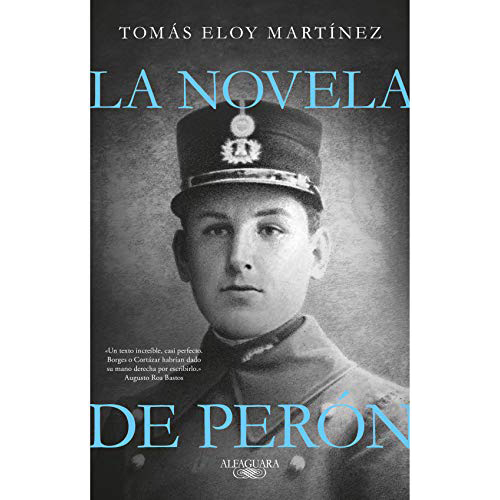 TOMÁS ELOY MARTÍNEZ
LA NOVELA
«Un texto increíble, casi perfecto.
Borges o Cortázar habrían dado
su mano derecha por escribirlo.»
Augusto Roa Bastos
DE PERÓN
ALFAGUARA